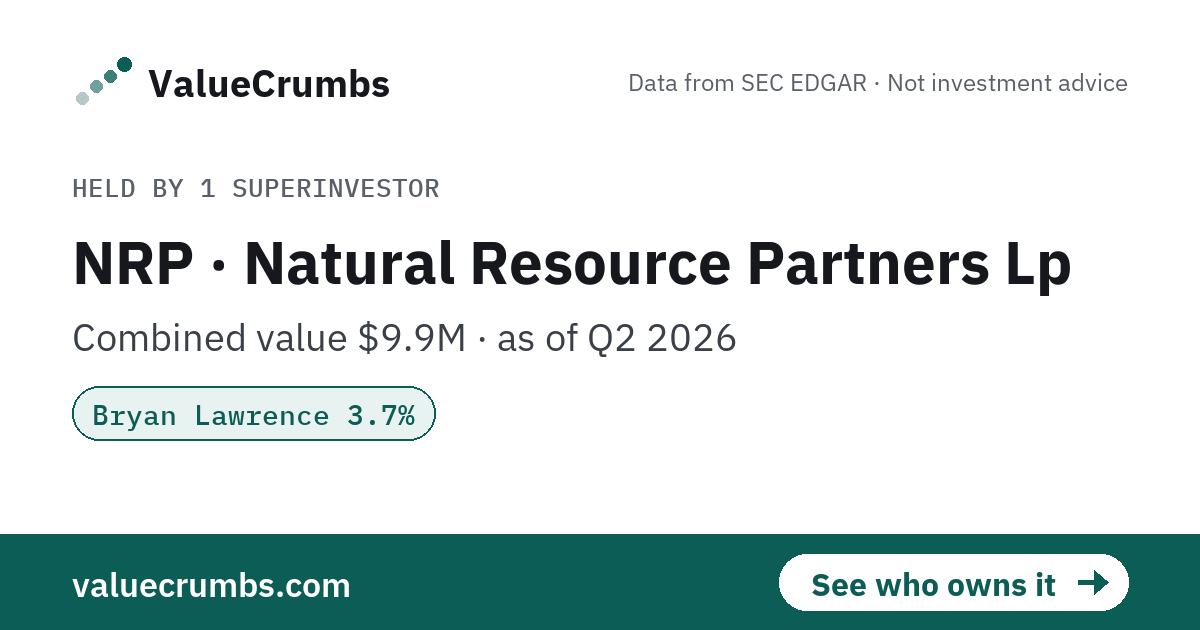 ValueCrumbs
Data from SEC EDGAR · Not investment advice
HELD BY 1 SUPERINVESTOR
NRP · Natural Resource Partners Lp
Combined value $9.9M · as of Q2 2026
Bryan Lawrence 3.7%
valuecrumbs.com
See who owns it →